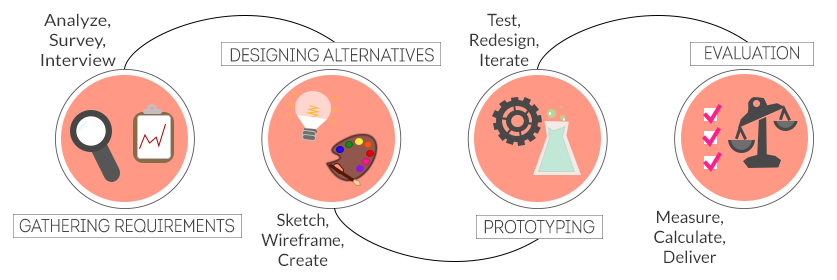 Analyze,
Survey,
Interview
GATHERING REQUIREMENTS
DESIGNING ALTERNATIVES
Sketch,
Wireframe,
Create
Test,
Redesign,
Iterate
PROTOTYPING
EVALUATION
Measure,
Calculate,
Deliver